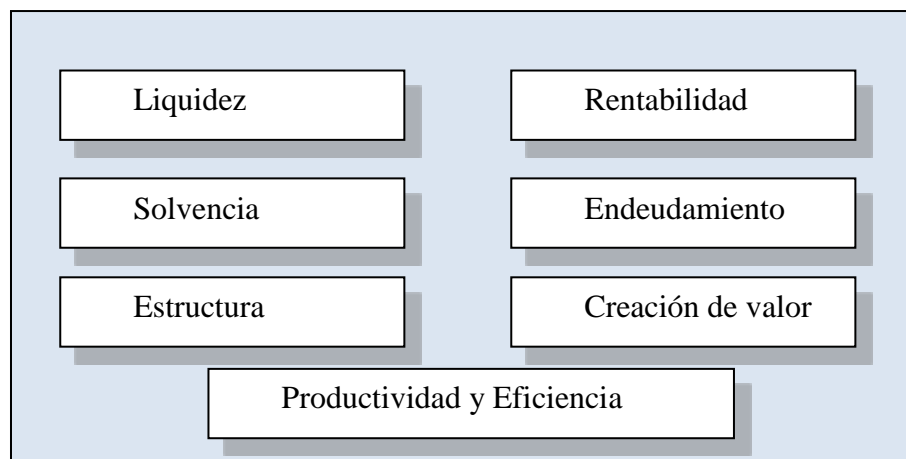 Liquidez
Rentabilidad
Solvencia
Endeudamiento
Estructura
Creación de valor
Productividad y Eficiencia